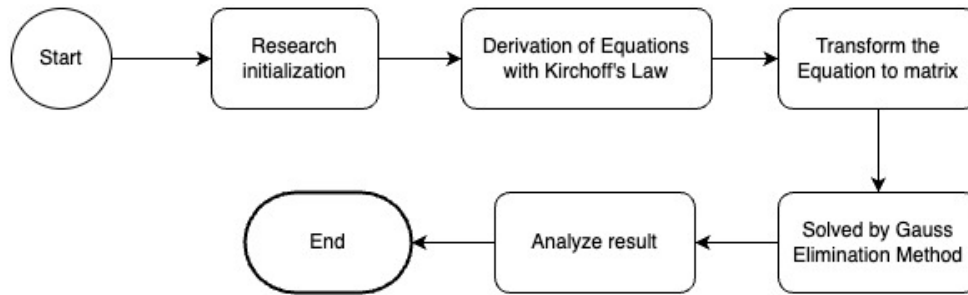 Start
Research
initialization
Derivation of Equations
with Kirchoff's Law
Transform the
Equation to matrix
Solved by Gauss
Elimination Method
Analyze result
End